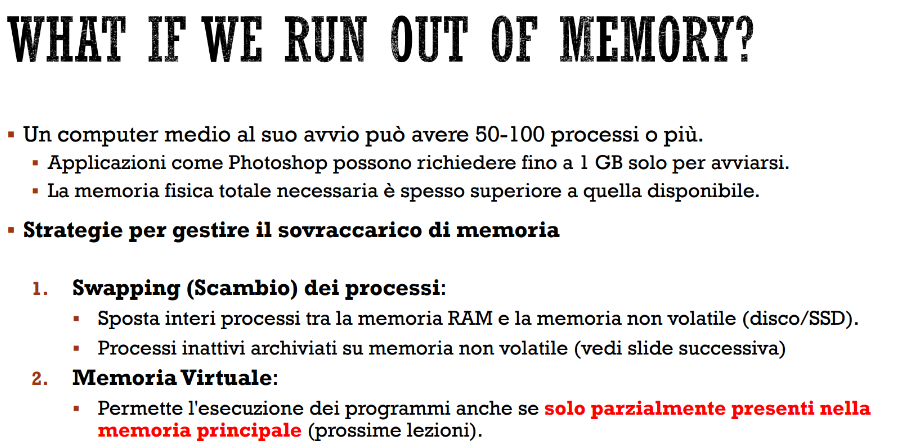 WHAT IF WE RUN OUT OF MEMORY?
▪ Un computer medio al suo avvio può avere 50-100 processi o più.
▪ Applicazioni come Photoshop possono richiedere fino a 1 GB solo per avviarsi.
▪ La memoria fisica totale necessaria è spesso superiore a quella disponibile.
▪ Strategie per gestire il sovraccarico di memoria
1. Swapping (Scambio) dei processi:
▪ Sposta interi processi tra la memoria RAM e la memoria non volatile (disco/SSD).
▪ Processi inattivi archiviati su memoria non volatile (vedi slide successiva)
2. Memoria Virtuale:
▪ Permette l'esecuzione dei programmi anche se solo parzialmente presenti nella
memoria principale (prossime lezioni).